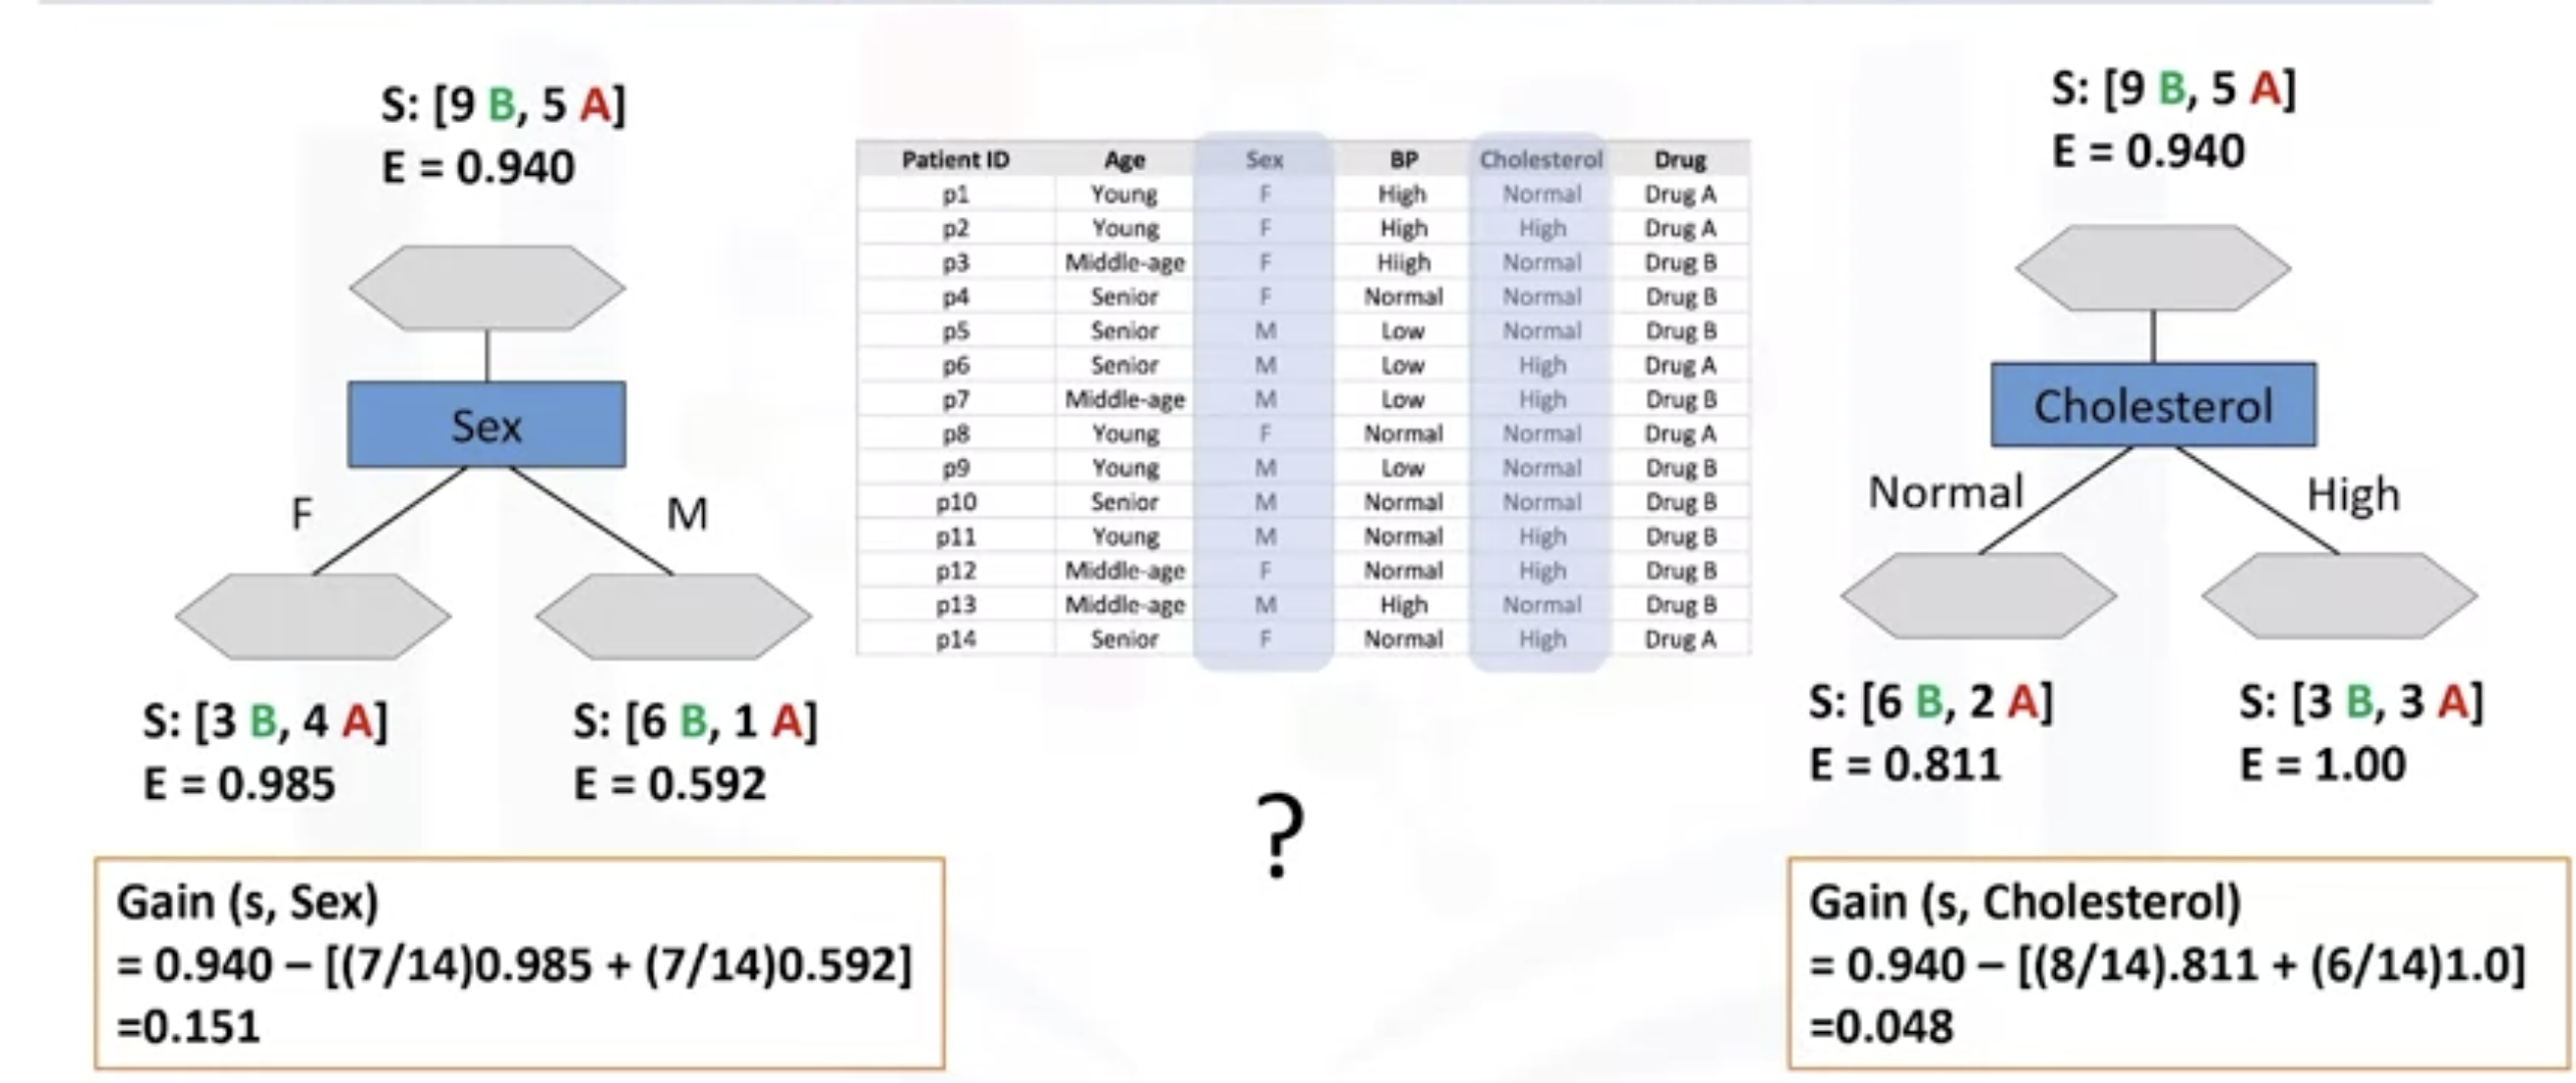 S: [9 B, 5 A]
E = 0.940
Sex
F
M
S: [3 B, 4 A]
E = 0.985
S: [6 B, 1 A]
E = 0.592
Gain (s, Sex)
= 0.940 – [(7/14)0.985 + (7/14)0.592]
=0.151
Patient ID Age Sex BP Cholesterol Drug
p1 Young F High Normal Drug A
p2 Young F High High Drug A
p3 Middle-age F Hiigh Normal Drug B
p4 Senior F Normal Normal Drug B
p5 Senior M Low Normal Drug B
p6 Senior M Low High Drug A
p7 Middle-age M Low High Drug B
p8 Young F Normal Normal Drug A
p9 Young M Low Normal Drug B
p10 Senior M Normal Normal Drug B
p11 Young M Normal High Drug B
p12 Middle-age F Normal High Drug B
p13 Middle-age M High Normal Drug B
p14 Senior F Normal High Drug A
?
S: [9 B, 5 A]
E = 0.940
Cholesterol
Normal
High
S: [6 B, 2 A]
E = 0.811
S: [3 B, 3 A]
E = 1.00
Gain (s, Cholesterol)
= 0.940 – [(8/14).811 + (6/14)1.0]
=0.048